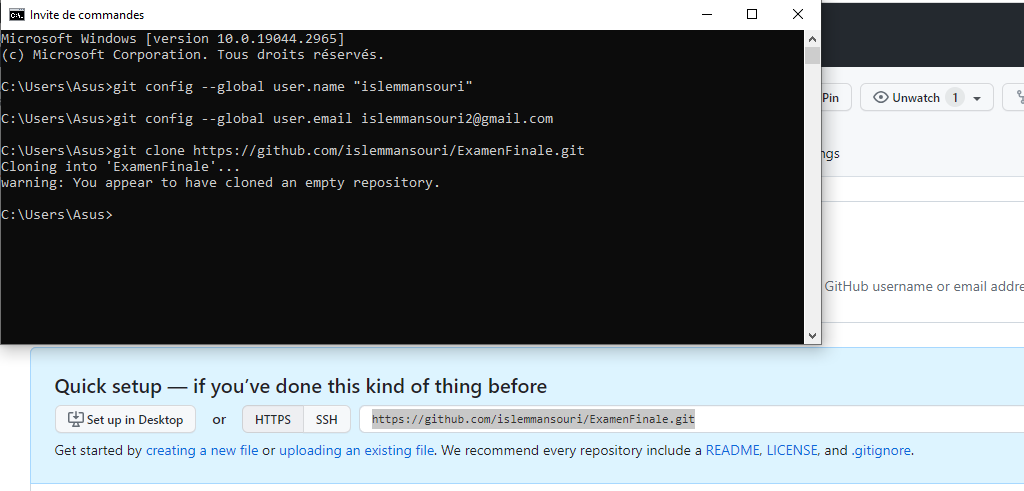 Invite de commandes
Microsoft Windows [version 10.0.19044.2965]
(c) Microsoft Corporation. Tous droits réservés.
C:\Users\Asus>git config --global user.name "islemmansouri"
C:\Users\Asus>git config --global user.email islemmansouri2@gmail.com
C:\Users\Asus>git clone https://github.com/islemmansouri/ExamenFinale.git
Cloning into 'ExamenFinale'...
warning: You appear to have cloned an empty repository.
C:\Users\Asus>
Pin
Unwatch 1
ngs
GitHub username or email addre
Quick setup — if you’ve done this kind of thing before
Set up in Desktop or HTTPS SSH https://github.com/islemmansouri/ExamenFinale.git
Get started by creating a new file or uploading an existing file. We recommend every repository include a README, LICENSE, and .gitignore.